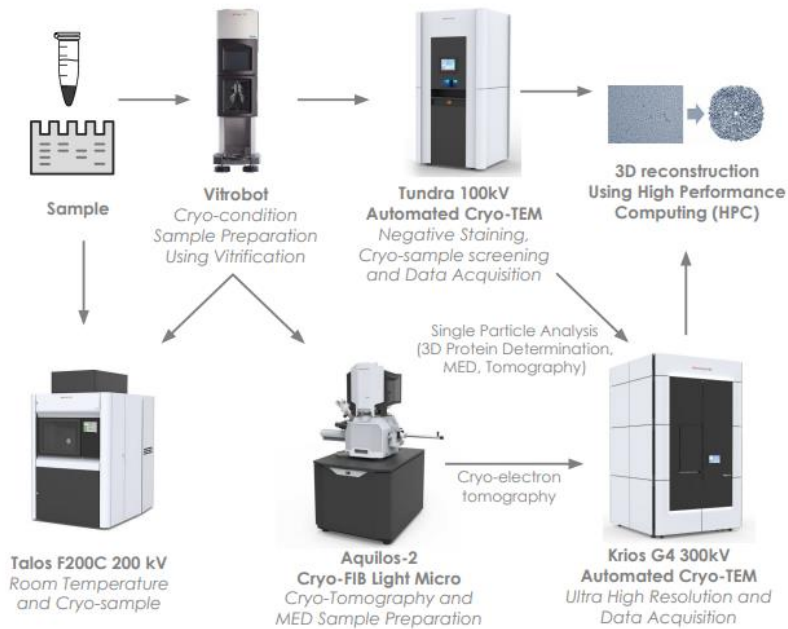 Sample
Vitrobot
Cryo-condition
Sample Preparation
Using Vitrification
Tundra 100kV
Automated Cryo-TEM
Negative Staining,
Cryo-sample screening
and Data Acquisition
3D reconstruction
Using High Performance
Computing (HPC)
Single Particle Analysis
(3D Protein Determination,
MED, Tomography)
Cryo-electron
tomography
Talos F200C 200 kV
Room Temperature
and Cryo-sample
Aquilos-2
Cryo-FIB Light Micro
Cryo-Tomography and
MED Sample Preparation
Krios G4 300kV
Automated Cryo-TEM
Ultra High Resolution and
Data Acquisition